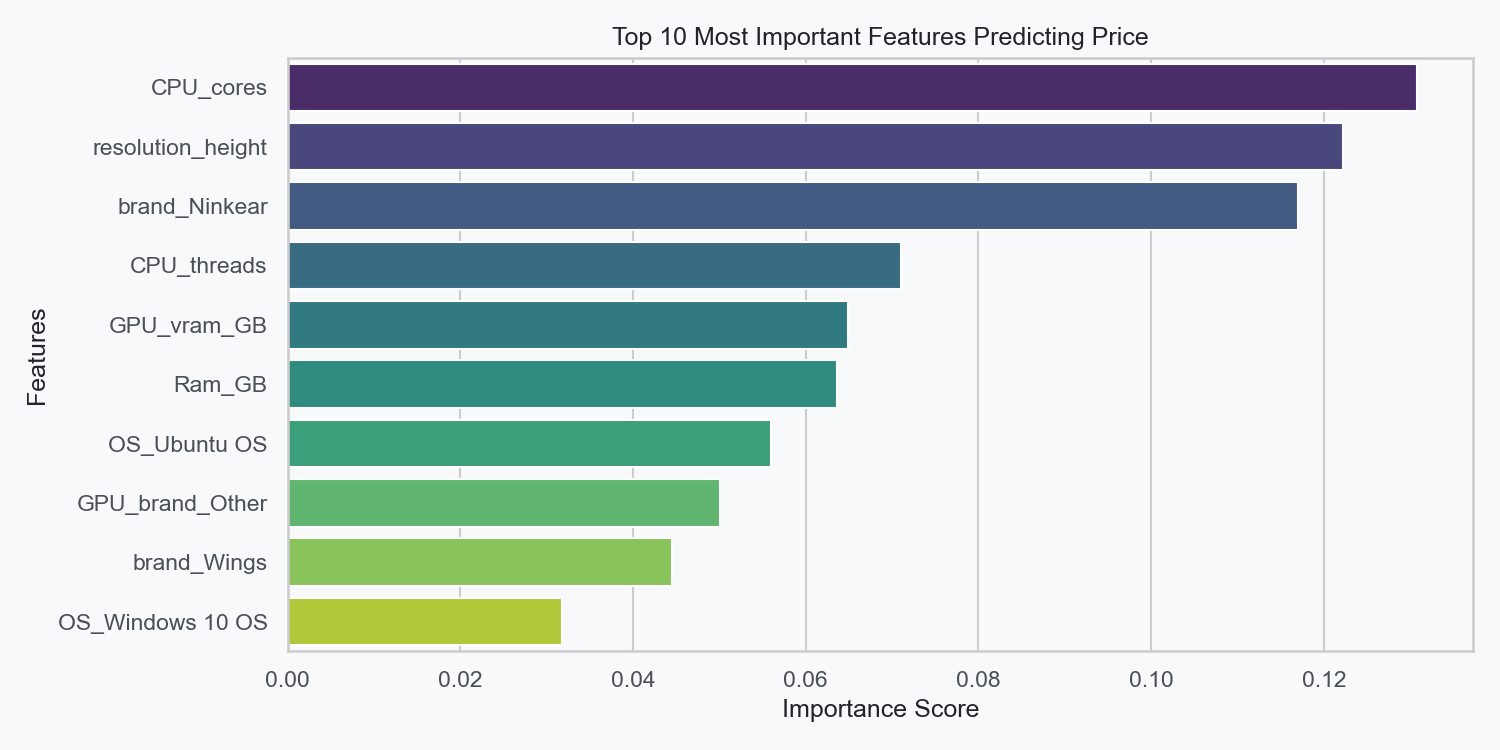 Top 10 Most Important Features Predicting Price
Features
CPU_cores
resolution_height
brand_Ninkear
CPU_threads
GPU_vram_GB
Ram_GB
OS_Ubuntu OS
GPU_brand_Other
brand_Wings
OS_Windows 10 OS
0.00 0.02 0.04 0.06 0.08 0.10 0.12
Importance Score